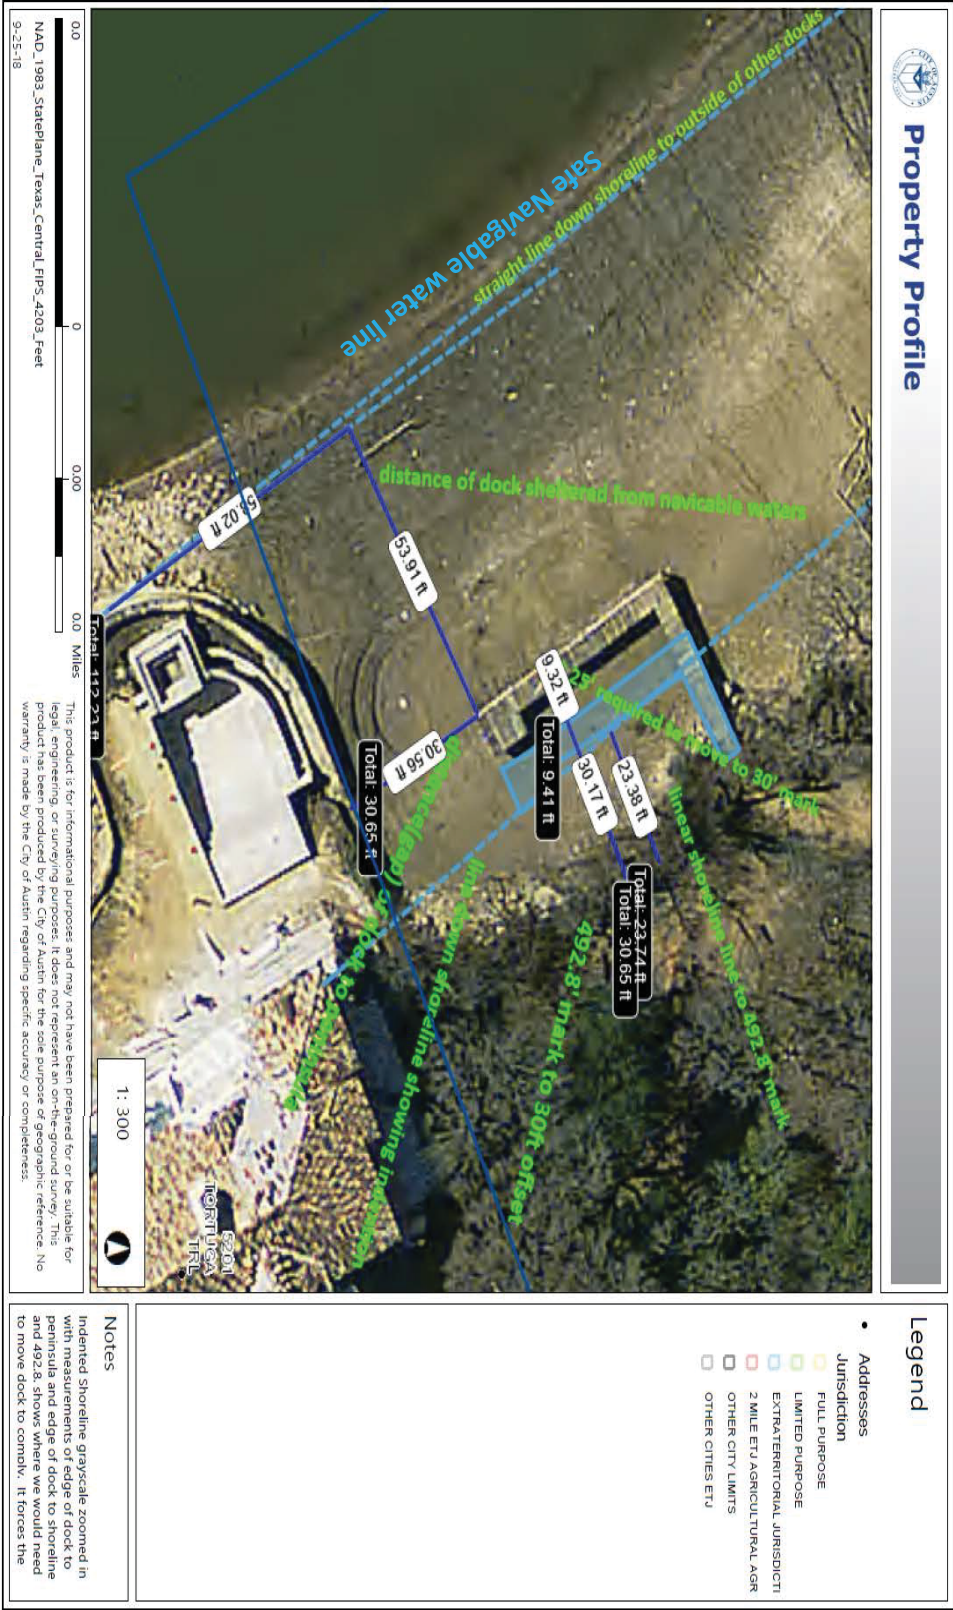 CITY OF AUSTIN
Property Profile
straight line down shoreline to outside of other docks
Safe Navigable water line
distance of dock sheltered from navicable waters
53.91 ft
9.32 ft
25' required to move to 30' mark
Total: 9.41 ft
30.17 ft
23.38 ft
linear shoreline line to 492.8' mark
Total: 23.74 ft
Total: 30.65 ft
30.56 ft
Total: 30.65 ft
of dock to peninsula
line down shoreline showing indention
492.8' mark to 30ft offset
Total: 112.23 ft
5201
TORTUGA
TRL
1: 300
0.0
0
0.00
0.0 Miles
NAD_1983_StatePlane_Texas_Central_FIPS_4203_Feet
9-25-18
This product is for informational purposes and may not have been prepared for or be suitable for
legal, engineering, or surveying purposes. It does not represent an on-the-ground survey. This
product has been produced by the City of Austin for the sole purpose of geographic reference. No
warranty is made by the City of Austin regarding specific accuracy or completeness.
Legend
Addresses
Jurisdiction
FULL PURPOSE
LIMITED PURPOSE
EXTRATERRITORIAL JURISDICTI
2 MILE ETJ AGRICULTURAL AGR
OTHER CITY LIMITS
OTHER CITIES ETJ
Notes
Indented Shoreline grayscale zoomed in
with measurements of edge of dock to
peninsula and edge of dock to shoreline
and 492.8. shows where we would need
to move dock to comply. It forces the